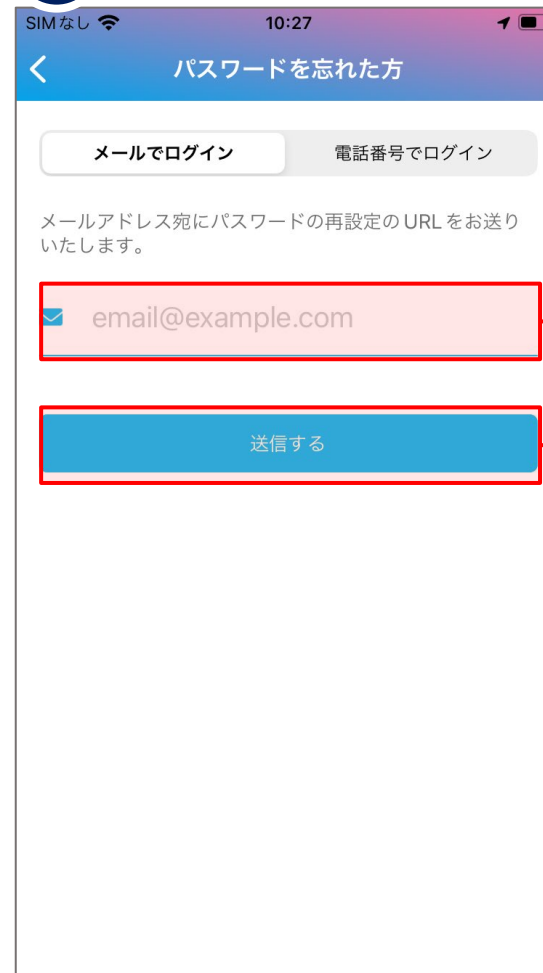 SIMなし 10:27
パスワードを忘れた方
メールでログイン 電話番号でログイン
メールアドレス宛にパスワードの再設定のURLをお送り
いたします。
email@example.com
送信する